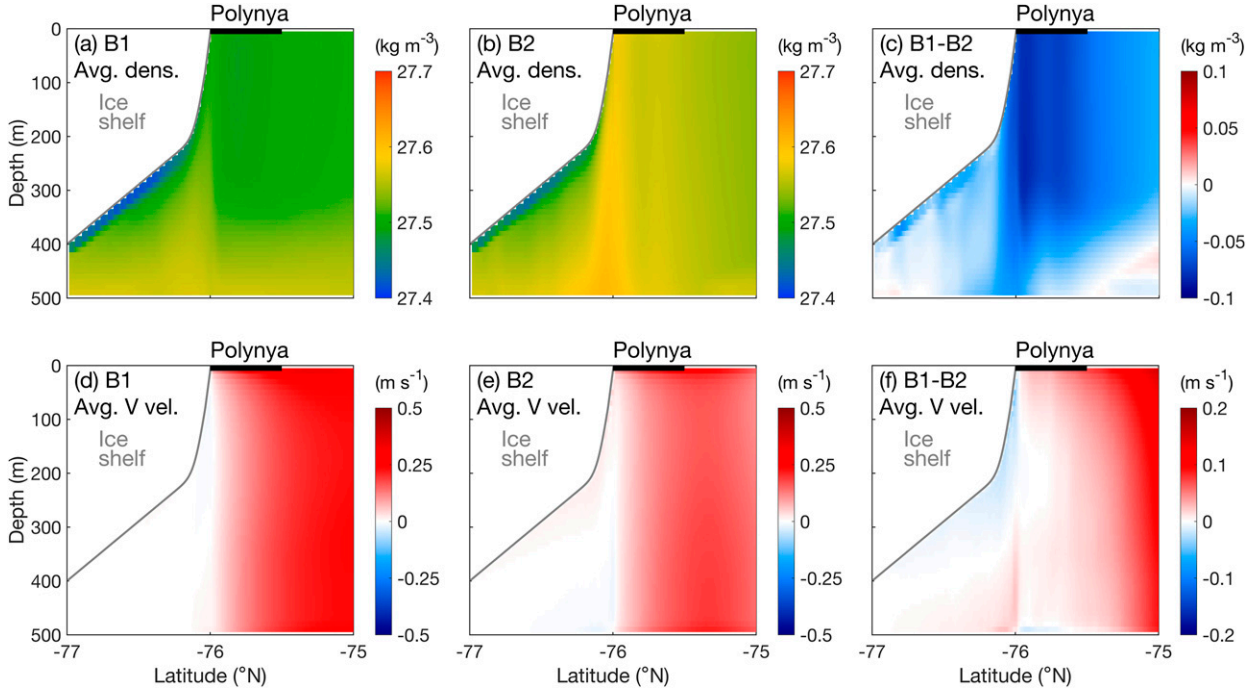 Polynya
Polynya
Polynya
(a) B1
Avg. dens.
Ice
shelf
(kg m⁻³)
27.7
27.6
27.5
27.4
0
100
200
300
400
500
Depth (m)
(b) B2
Avg. dens.
Ice
shelf
(kg m⁻³)
27.7
27.6
27.5
27.4
(c) B1-B2
Avg. dens.
Ice
shelf
(kg m⁻³)
0.1
0.05
0
-0.05
-0.1
Polynya
Polynya
Polynya
(d) B1
Avg. V vel.
Ice
shelf
(m s⁻¹)
0.5
0.25
0
-0.25
-0.5
0
100
200
300
400
500
Depth (m)
-77
-76
-75
Latitude (°N)
(e) B2
Avg. V vel.
Ice
shelf
(m s⁻¹)
0.5
0.25
0
-0.25
-0.5
-77
-76
-75
Latitude (°N)
(f) B1-B2
Avg. V vel.
Ice
shelf
(m s⁻¹)
0.2
0.1
0
-0.1
-0.2
-77
-76
-75
Latitude (°N)